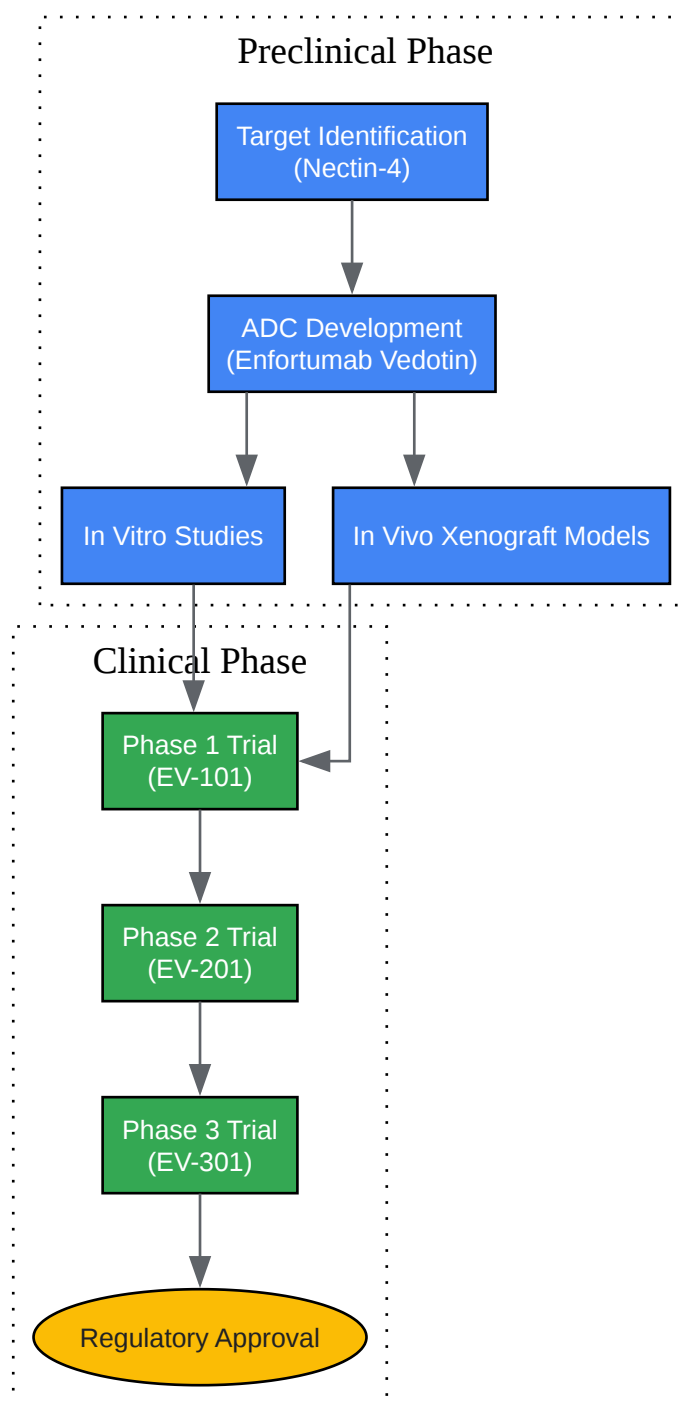 Preclinical Phase
Target Identification
(Nectin-4)
ADC Development
(Enfortumab Vedotin)
In Vitro Studies
In Vivo Xenograft Models
Clinical Phase
Phase 1 Trial
(EV-101)
Phase 2 Trial
(EV-201)
Phase 3 Trial
(EV-301)
Regulatory Approval